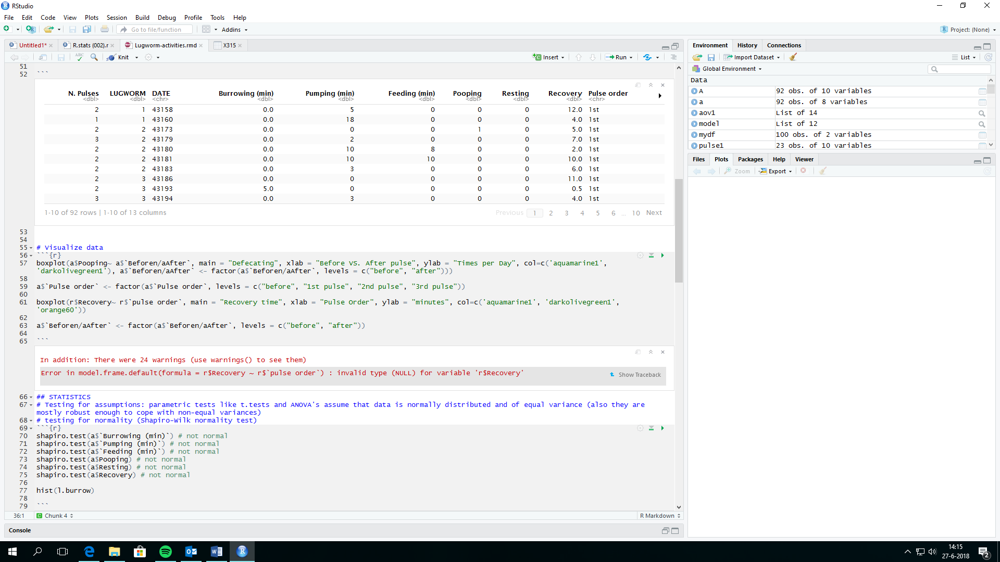 RStudio
File Edit Code View Plots Session Build Debug Profile Tools Help
Go to file/function Addins Project: (None)
Untitled1* R.stats (002).r Lugworm-activities.rmd X315
ABC Knit Insert Run
51
52 ```
N. Pulses LUGWORM DATE Burrowing (min) Pumping (min) Feeding (min) Pooping Resting Recovery Pulse order
<dbl> <dbl> <chr> <dbl> <dbl> <dbl> <dbl> <dbl> <dbl> <chr>
2 1 43158 0.0 5 0 0 0 12.0 1st
1 1 43160 0.0 18 0 0 0 4.0 1st
2 2 43173 0.0 0 0 1 0 5.0 1st
3 2 43179 0.0 2 0 0 0 7.0 1st
2 2 43180 0.0 10 8 0 0 2.0 1st
2 2 43181 0.0 10 10 0 0 10.0 1st
2 2 43183 0.0 3 0 0 0 6.0 1st
2 3 43186 0.0 0 0 0 0 11.0 1st
2 3 43193 5.0 0 0 0 0 0.5 1st
3 3 43194 0.0 3 0 0 0 4.0 1st
1-10 of 92 rows | 1-10 of 13 columns Previous 1 2 3 4 5 6 ... 10 Next
53
54
55 # Visualize data
56 ```{r}
57 boxplot(a$Pooping~ a$`Beforen/aAfter`, main = "Defecating", xlab = "Before VS. After pulse", ylab = "Times per Day", col=c('aquamarine1',
'darkolivegreen1'), a$`Beforen/aAfter` <- factor(a$`Beforen/aAfter`, levels = c("before", "after")))
58
59 a$`Pulse order` <- factor(a$`Pulse order`, levels = c("before", "1st pulse", "2nd pulse", "3rd pulse"))
60
61 boxplot(r$Recovery~ r$`pulse order`, main = "Recovery time", xlab = "Pulse Order", ylab = "minutes", col=c('aquamarine1', 'darkolivegreen1',
'orange60'))
62
63 a$`Beforen/aAfter` <- factor(a$`Beforen/aAfter`, levels = c("before", "after"))
64
65 ```
In addition: There were 24 warnings (use warnings() to see them)
Error in model.frame.default(formula = r$Recovery ~ r$`pulse order`) : invalid type (NULL) for variable 'r$Recovery'
Show Traceback
66 ## STATISTICS
67 # Testing for assumptions: parametric tests like t.tests and ANOVA's assume that data is normally distributed and of equal variance (also they are
mostly robust enough to cope with non-equal variances)
68 # testing for normality (Shapiro-Wilk normality test)
69 ```{r}
70 shapiro.test(a$`Burrowing (min)`) # not normal
71 shapiro.test(a$`Pumping (min)`) # not normal
72 shapiro.test(a$`Feeding (min)`) # not normal
73 shapiro.test(a$Pooping) # not normal
74 shapiro.test(a$Resting) # not normal
75 shapiro.test(a$Recovery) # not normal
76
77 hist(l.burrow)
78
79 ```
36:1 Chunk 4 R Markdown
Console
Environment History Connections
Import Dataset List
Global Environment
Data
A 92 obs. of 10 variables
a 92 obs. of 8 variables
aov1 List of 14
model List of 12
mydf 100 obs. of 2 variables
pulse1 23 obs. of 10 variables
Files Plots Packages Help Viewer
Zoom Export
14:15
27-6-2018
2